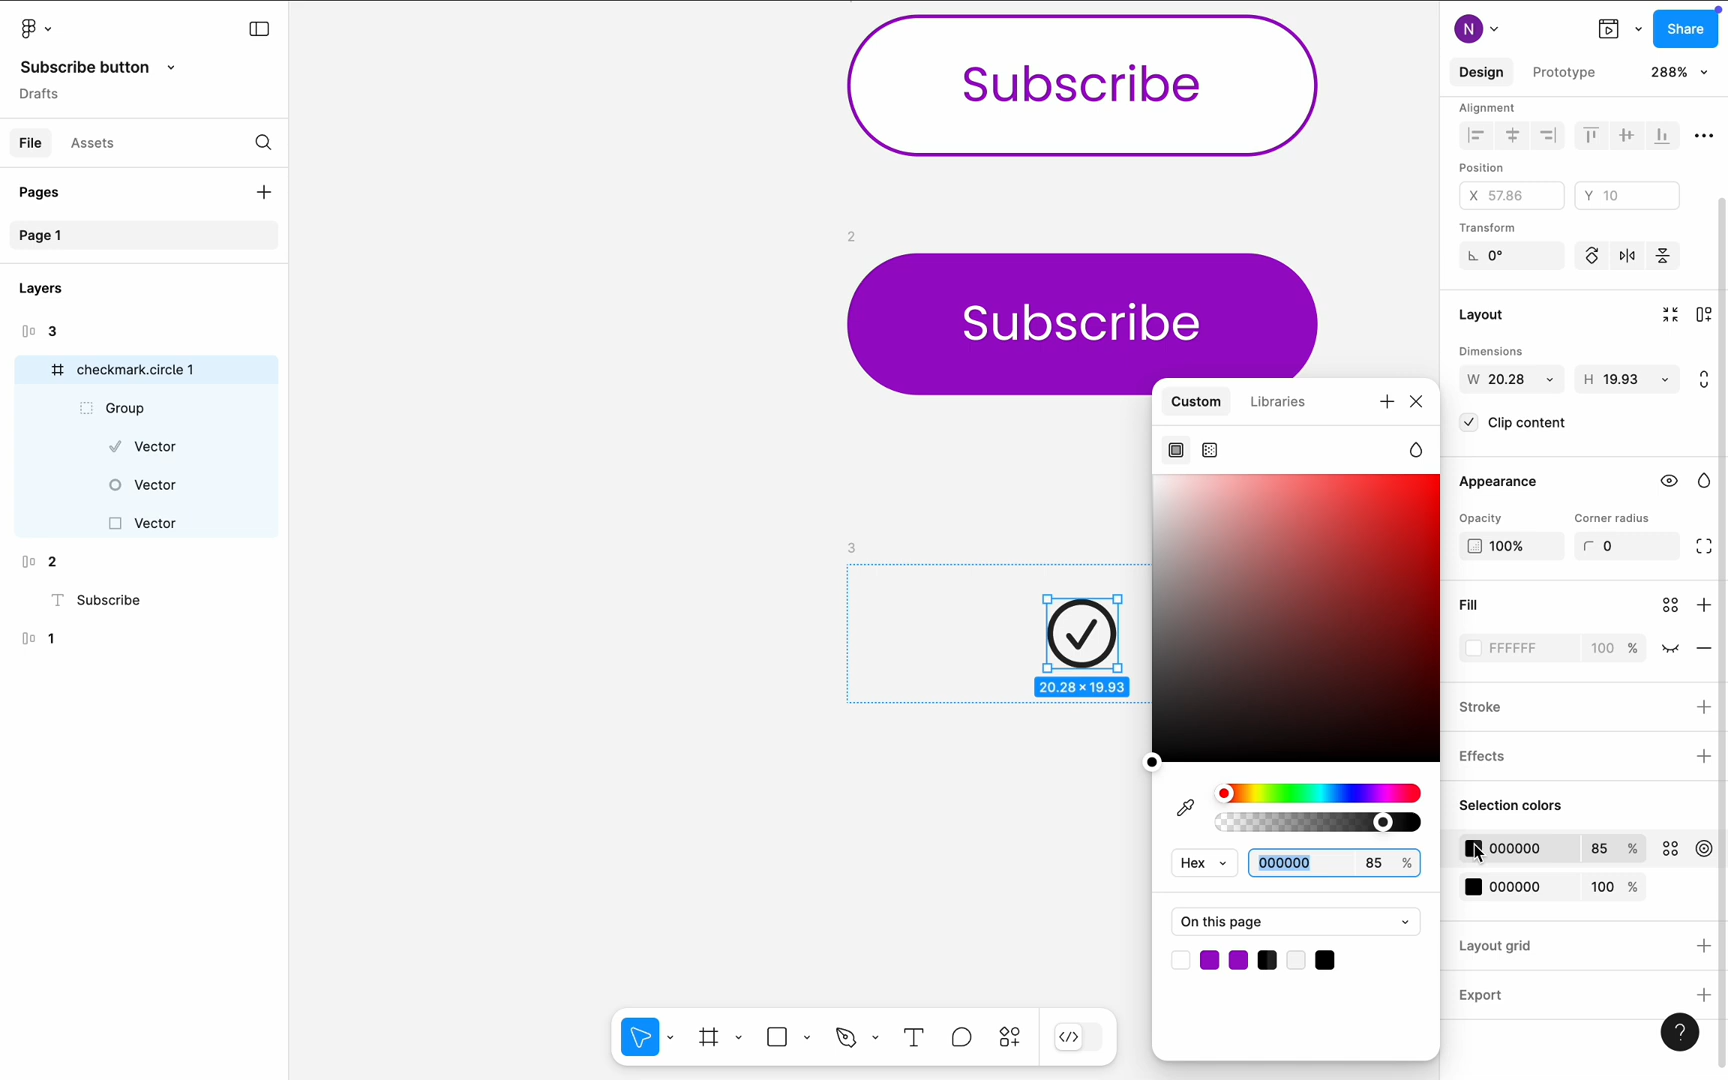 Subscribe button
Drafts
File
Assets
Pages
Page 1
Layers
3
checkmark.circle 1
Group
Vector
Vector
Vector
2
Subscribe
1
Subscribe
2
Subscribe
3
20.28 × 19.93
Custom
Libraries
Hex
000000
85
%
On this page
N
Share
Design
Prototype
288%
Alignment
Position
X 57.86
Y 10
Transform
0°
Layout
Dimensions
W 20.28
H 19.93
Clip content
Appearance
Opacity
Corner radius
100%
0
Fill
FFFFFF
100
%
Stroke
Effects
Selection colors
000000
85
%
000000
100
%
Layout grid
Export
?